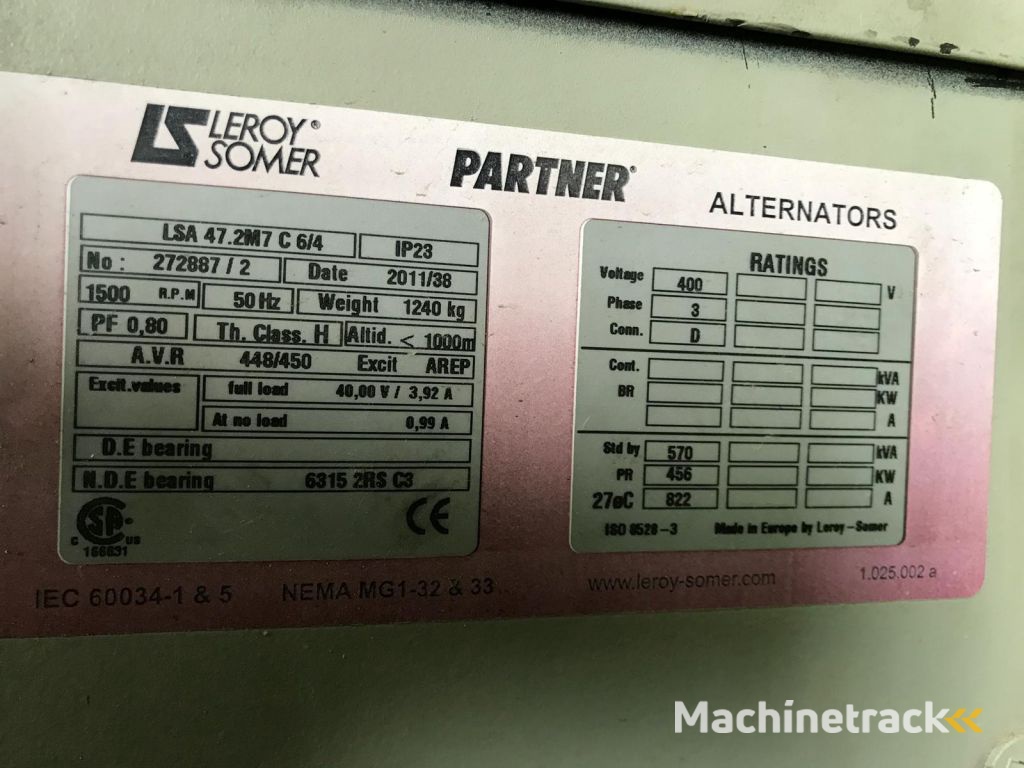 LEROY® SOMER
PARTNER®
ALTERNATORS
LSA 47.2M7 C 6/4 IP23
No : 272887 / 2 Date 2011/38
1500 R.P.M 50 Hz Weight 1240 kg
PF 0,80 Th. Class. H Altid. < 1000m
A.V.R 448/450 Excit AREP
Excit.values full load 40,00 V / 3,92 A
At no load 0,99 A
D.E bearing
N.D.E bearing 6315 2RS C3
C SA® US
166631
CE
RATINGS
Voltage 400 V
Phase 3
Conn. D
Cont. kVA
BR KW
A
Std by 570 kVA
PR 456 KW
27øC 822 A
ISO 8528-3 Made in Europe by Leroy-Somer
IEC 60034-1 & 5 NEMA MG1-32 & 33 www.leroy-somer.com 1.025.002 a
Machinetrack